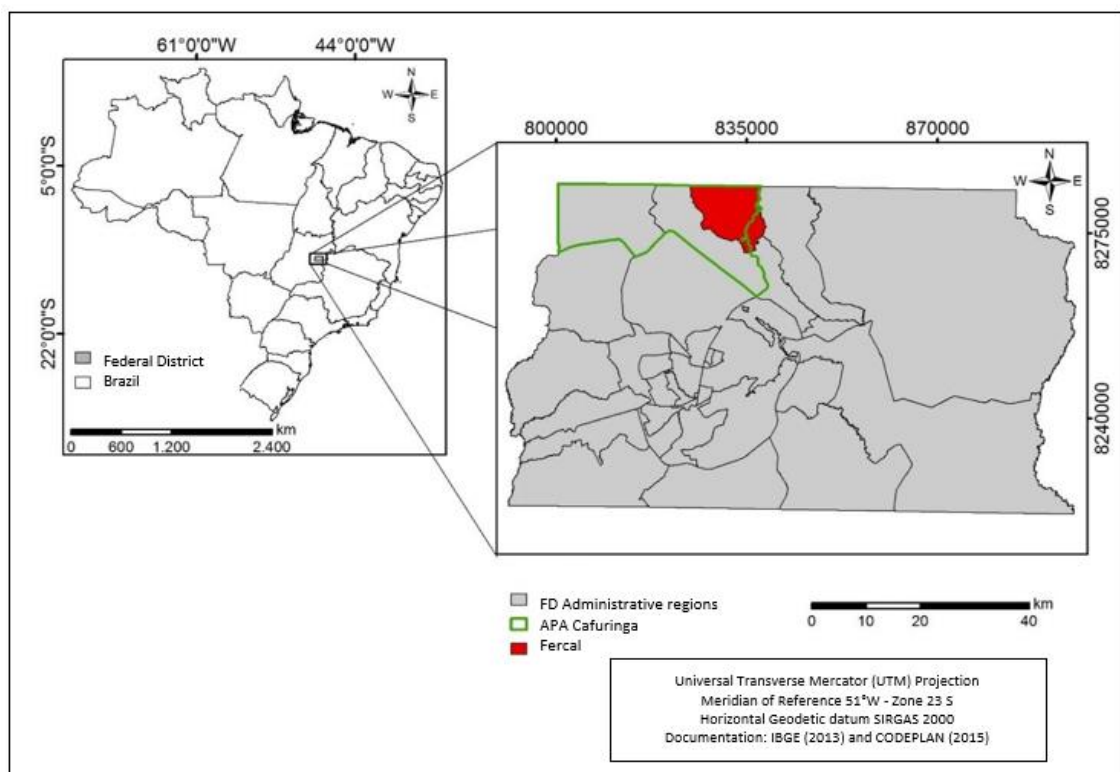 61°0'0"W 44°0'0"W
N
W E
S
5°0'0"S
22°0'0"S
Federal District
Brazil
km
0 600 1.200 2.400
800000 835000 870000
N
W E
S
8275000
8240000
FD Administrative regions
APA Cafuringa
Fercal
km
0 10 20 40
Universal Transverse Mercator (UTM) Projection
Meridian of Reference 51°W - Zone 23 S
Horizontal Geodetic datum SIRGAS 2000
Documentation: IBGE (2013) and CODEPLAN (2015)